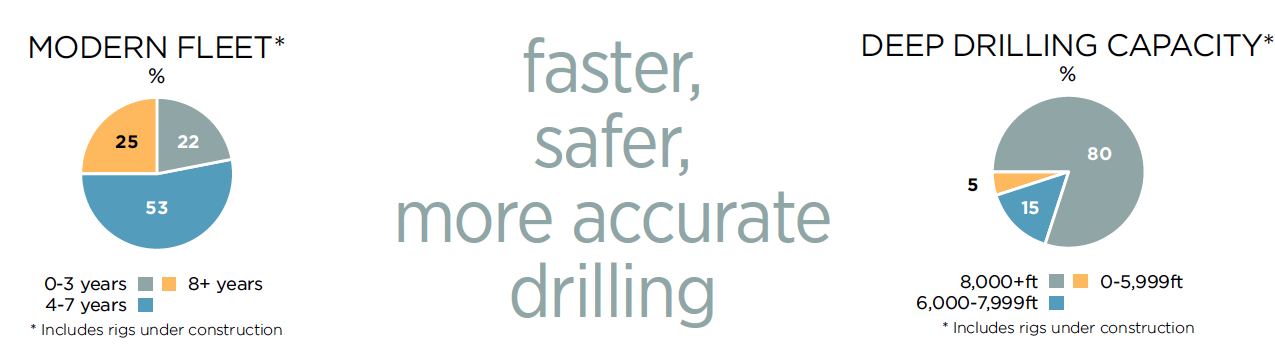 MODERN FLEET*
%
25
22
53
0-3 years
8+ years
4-7 years
* Includes rigs under construction
faster,
safer,
more accurate
drilling
DEEP DRILLING CAPACITY*
%
80
5
15
8,000+ft
0-5,999ft
6,000-7,999ft
* Includes rigs under construction